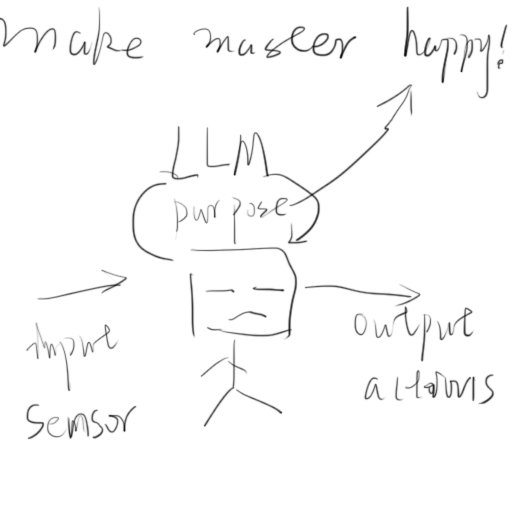 make master happy!
LLM
purpose
input
sensor
output
actions